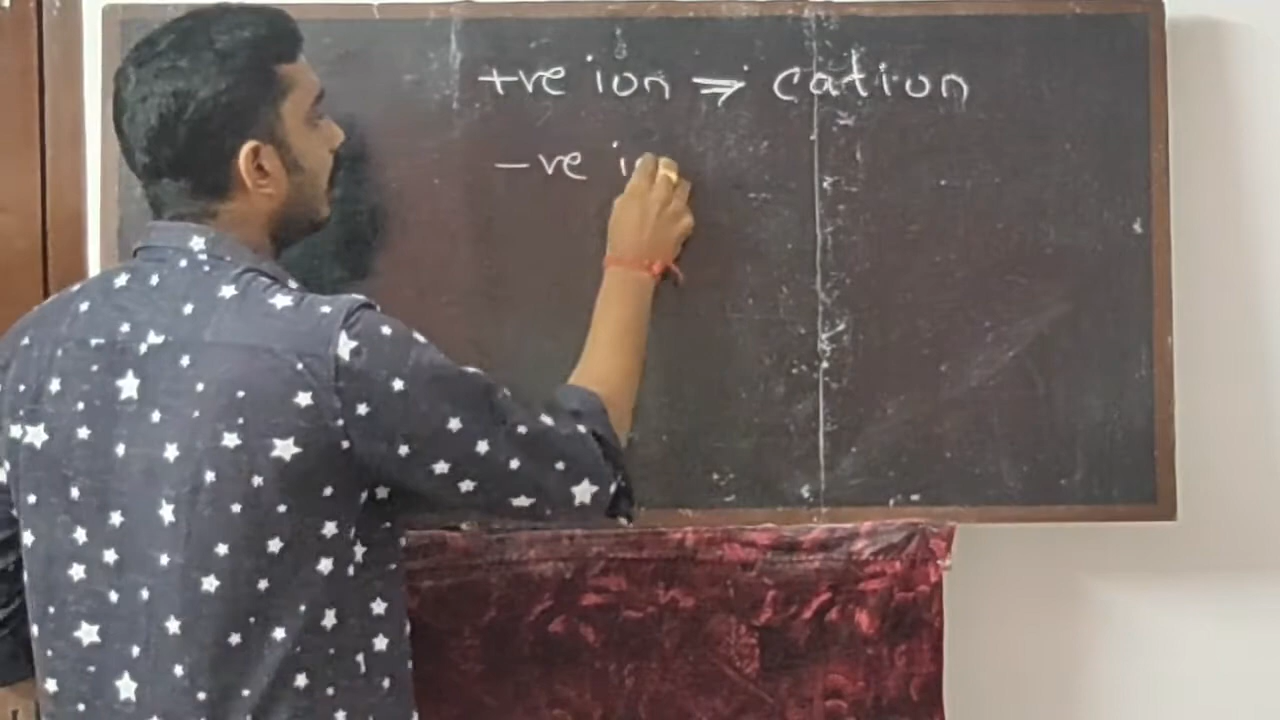 +ve ion ⇒ cation
-ve i